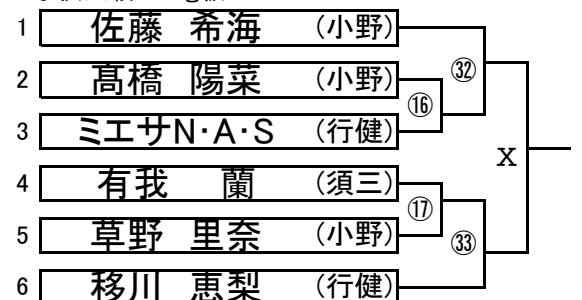 1 佐藤 希海 (小野)
2 髙橋 陽菜 (小野)
3 ミエサN・A・S (行健)
4 有我 蘭 (須三)
5 草野 里奈 (小野)
6 移川 恵梨 (行健)
㉜
⑯
X
⑰
㉝